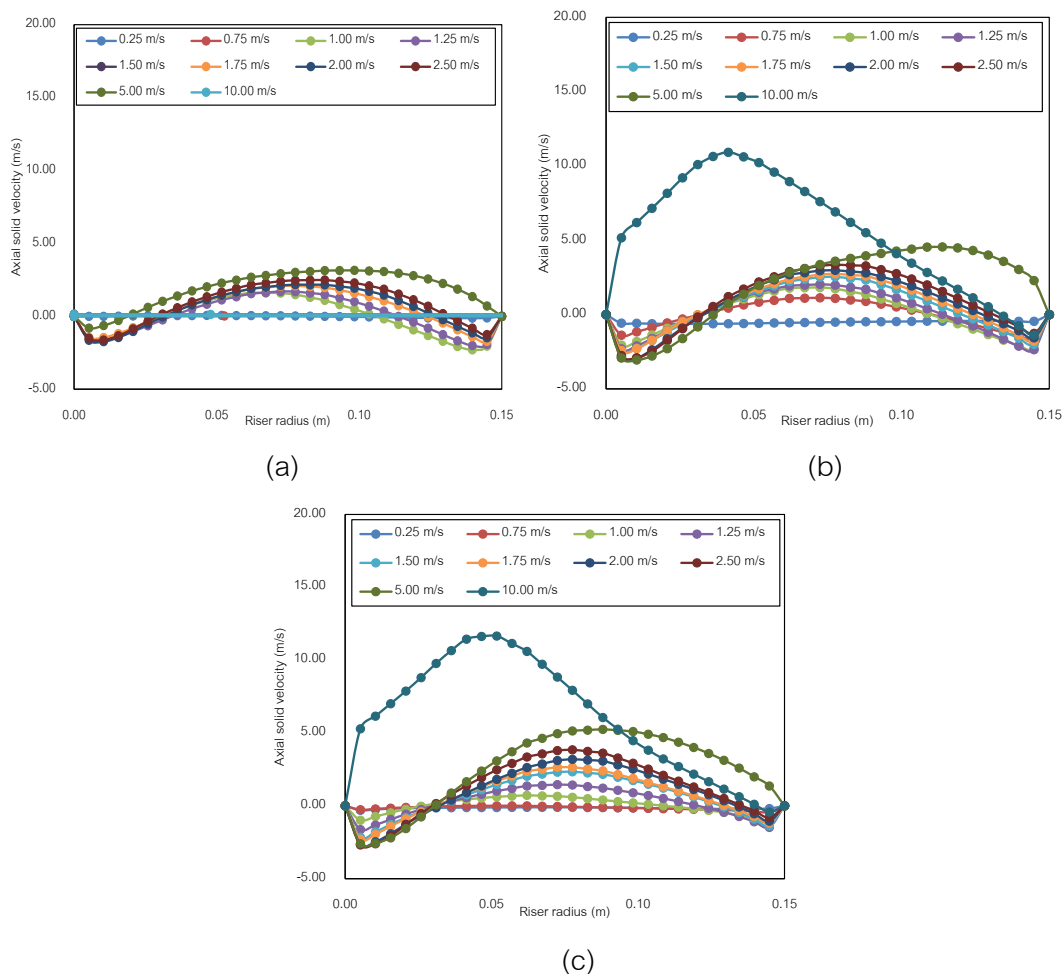 20.00
0.25 m/s 0.75 m/s 1.00 m/s 1.25 m/s
1.50 m/s 1.75 m/s 2.00 m/s 2.50 m/s
5.00 m/s 10.00 m/s
15.00
10.00
5.00
0.00
-5.00
Axial solid velocity (m/s)
0.00 0.05 0.10 0.15
Riser radius (m)
(a)
20.00
0.25 m/s 0.75 m/s 1.00 m/s 1.25 m/s
1.50 m/s 1.75 m/s 2.00 m/s 2.50 m/s
5.00 m/s 10.00 m/s
15.00
10.00
5.00
0.00
-5.00
Axial solid velocity (m/s)
0.00 0.05 0.10 0.15
Riser radius (m)
(b)
20.00
0.25 m/s 0.75 m/s 1.00 m/s 1.25 m/s
1.50 m/s 1.75 m/s 2.00 m/s 2.50 m/s
5.00 m/s 10.00 m/s
15.00
10.00
5.00
0.00
-5.00
Axial solid velocity (m/s)
0.00 0.05 0.10 0.15
Riser radius (m)
(c)